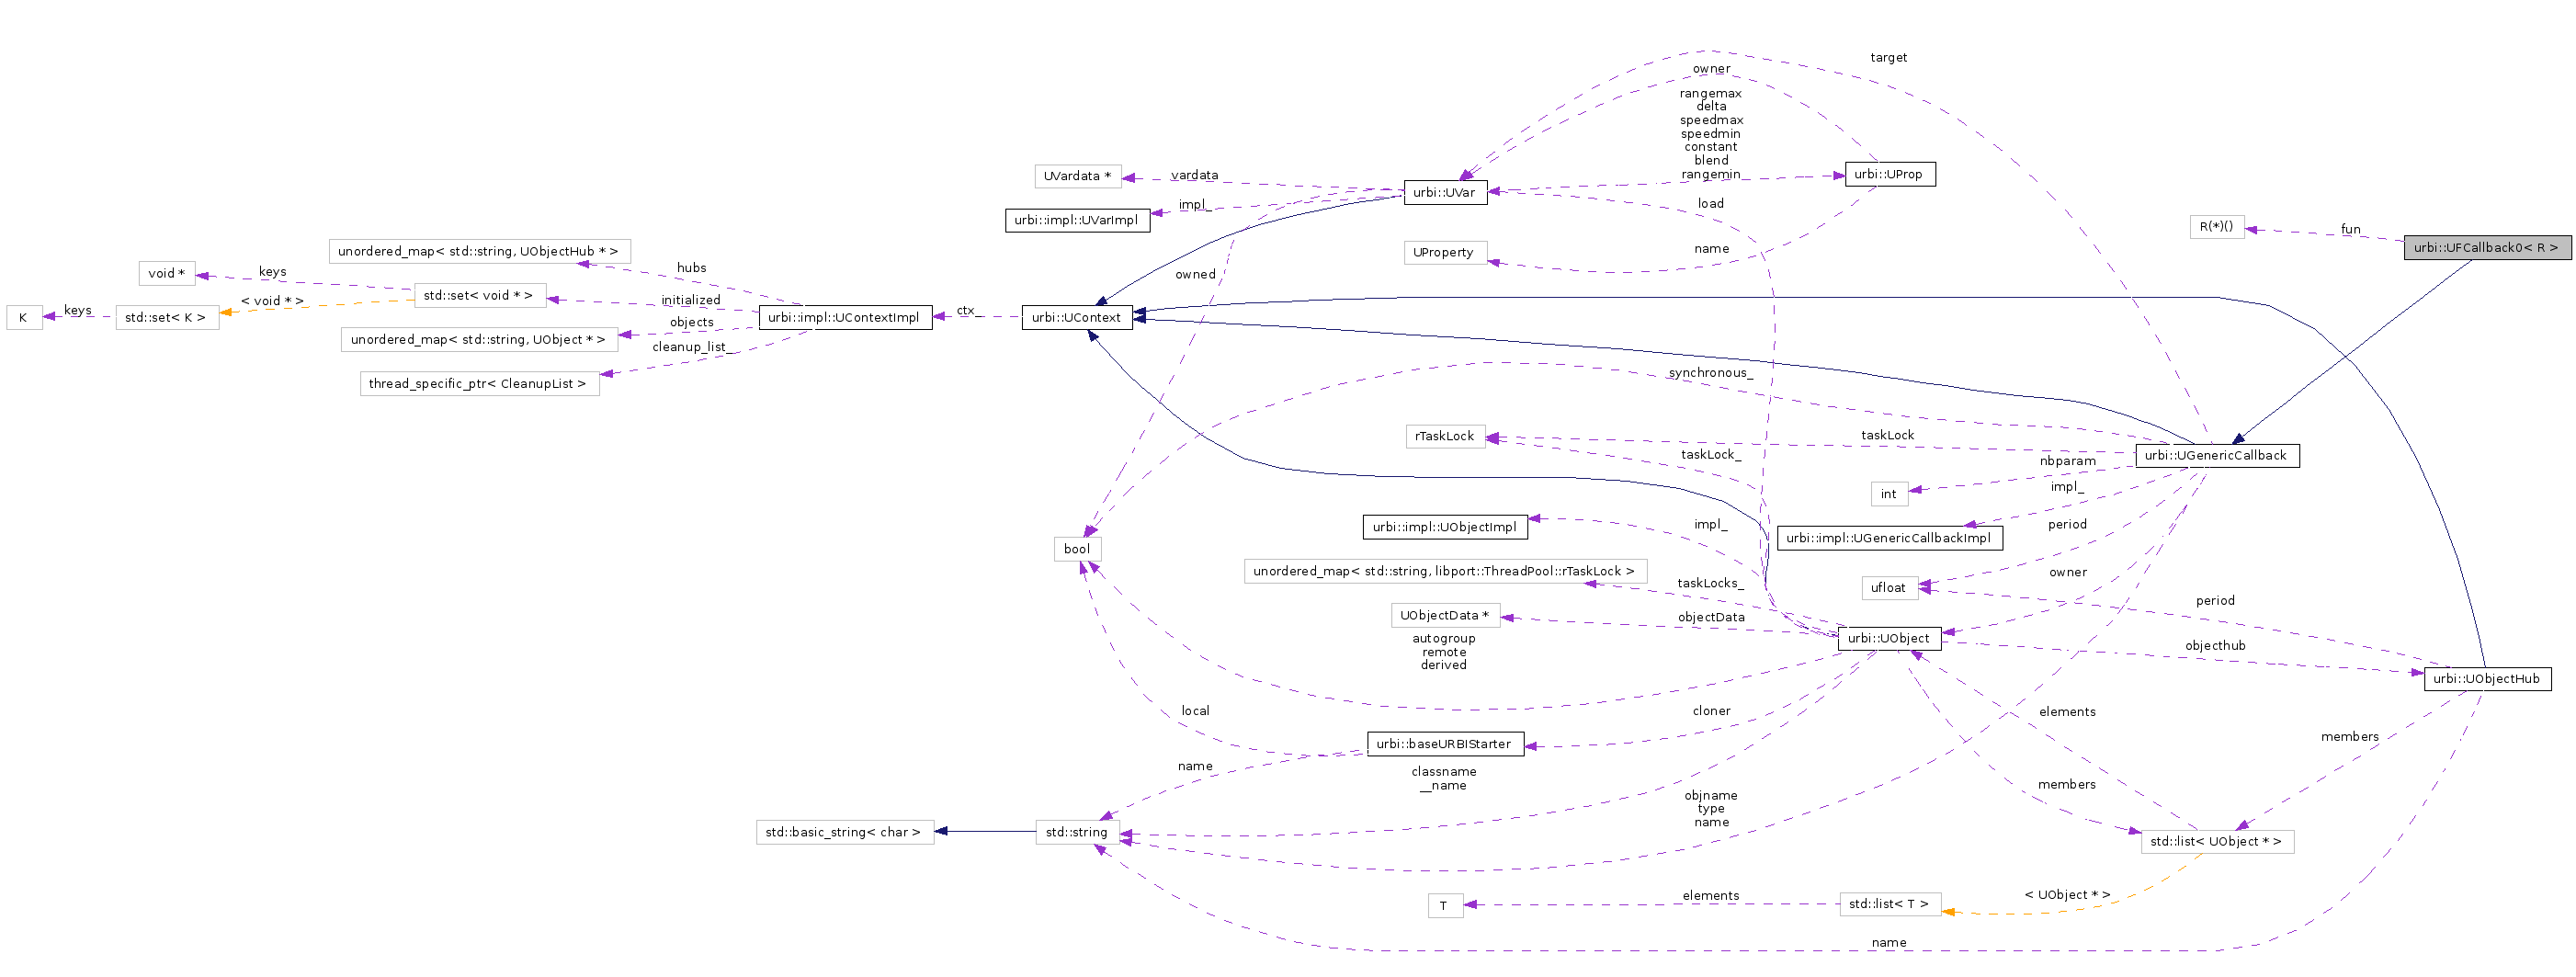 target
owner
rangemax
delta
speedmax
speedmin
constant
blend
rangemin
UVardata *
vardata
urbi::UProp
urbi::UVar
impl_
urbi::impl::UVarImpl
load
R(*)()
fun
urbi::UFCallback0< R >
unordered_map< std::string, UObjectHub * >
UProperty
name
hubs
void *
keys
owned
std::set< void * >
initialized
< void * >
K
keys
std::set< K >
urbi::impl::UContextImpl
ctx_
urbi::UContext
objects
unordered_map< std::string, UObject * >
cleanup_list_
thread_specific_ptr< CleanupList >
synchronous_
rTaskLock
taskLock
taskLock_
urbi::UGenericCallback
nbparam
int
impl_
urbi::impl::UObjectImpl
impl_
period
urbi::impl::UGenericCallbackImpl
bool
unordered_map< std::string, libport::ThreadPool::rTaskLock >
owner
taskLocks_
ufloat
period
UObjectData *
objectData
autogroup
remote
derived
urbi::UObject
objecthub
urbi::UObjectHub
local
cloner
elements
members
urbi::baseURBIStarter
name
classname
__name
members
objname
type
name
std::basic_string< char >
std::string
std::list< UObject * >
T
elements
std::list< T >
< UObject * >
name